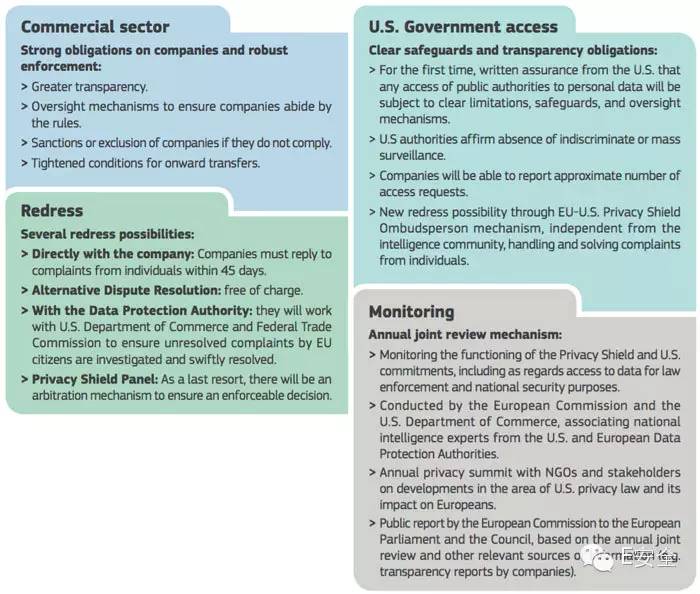 Commercial sector
Strong obligations on companies and robust
enforcement:
> Greater transparency.
> Oversight mechanisms to ensure companies abide by
the rules.
> Sanctions or exclusion of companies if they do not comply.
> Tightened conditions for onward transfers.
Redress
Several redress possibilities:
> Directly with the company: Companies must reply to
complaints from individuals within 45 days.
> Alternative Dispute Resolution: free of charge.
> With the Data Protection Authority: they will work
with U.S. Department of Commerce and Federal Trade
Commission to ensure unresolved complaints by EU
citizens are investigated and swiftly resolved.
> Privacy Shield Panel: As a last resort, there will be an
arbitration mechanism to ensure an enforceable decision.
U.S. Government access
Clear safeguards and transparency obligations:
> For the first time, written assurance from the U.S. that
any access of public authorities to personal data will
be subject to clear limitations, safeguards, and oversight
mechanisms.
> U.S authorities affirm absence of indiscriminate or mass
surveillance.
> Companies will be able to report approximate number of
access requests.
> New redress possibility through EU-U.S. Privacy Shield
Ombudsperson mechanism, independent from the
intelligence community, handling and solving complaints
from individuals.
Monitoring
Annual joint review mechanism:
> Monitoring the functioning of the Privacy Shield and U.S.
commitments, including as regards access to data for law
enforcement and national security purposes.
> Conducted by the European Commission and the
U.S. Department of Commerce, associating national
intelligence experts from the U.S. and European Data
Protection Authorities.
> Annual privacy summit with NGOs and stakeholders
on developments in the area of U.S. privacy law and its
impact on Europeans.
> Public report by the European Commission to the European
Parliament and the Council, based on the annual joint
review and other relevant sources (e.g.
transparency reports by companies).
E安全